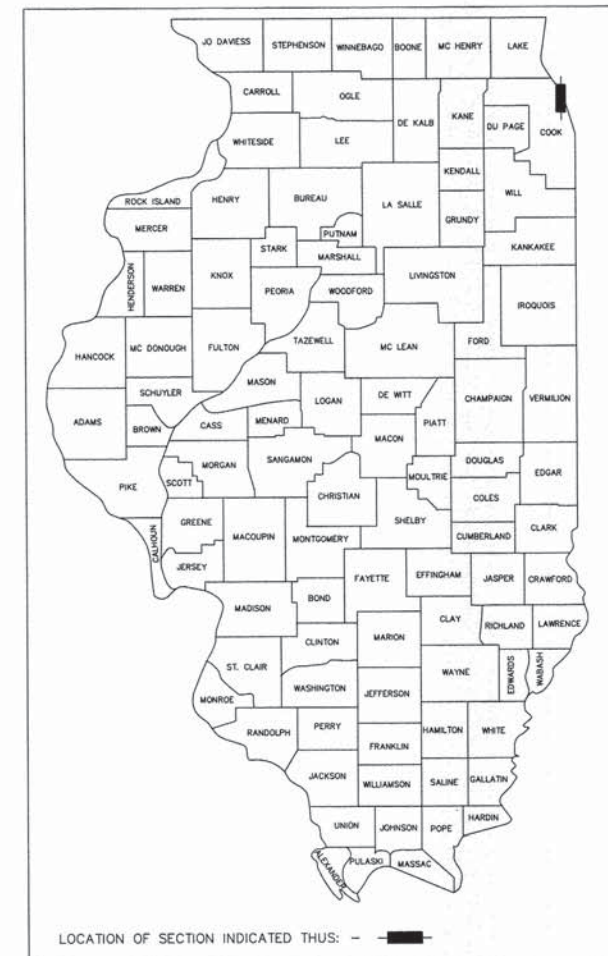 JO DAVIESS
STEPHENSON
WINNEBAGO
BOONE
MC HENRY
LAKE
CARROLL
OGLE
DE KALB
KANE
DU PAGE
COOK
WHITESIDE
LEE
KENDALL
WILL
ROCK ISLAND
HENRY
BUREAU
LA SALLE
GRUNDY
MERCER
PUTNAM
STARK
MARSHALL
KANKAKEE
HENDERSON
WARREN
KNOX
PEORIA
WOODFORD
LIVINGSTON
IROQUOIS
HANCOCK
MC DONOUGH
FULTON
TAZEWELL
MC LEAN
FORD
SCHUYLER
MASON
LOGAN
DE WITT
CHAMPAIGN
VERMILION
ADAMS
BROWN
CASS
MENARD
PIATT
MACON
PIKE
SCOTT
MORGAN
SANGAMON
MOULTRIE
DOUGLAS
EDGAR
CHRISTIAN
COLES
CALHOUN
GREENE
MACOUPIN
MONTGOMERY
SHELBY
CUMBERLAND
CLARK
JERSEY
FAYETTE
EFFINGHAM
JASPER
CRAWFORD
MADISON
BOND
CLAY
RICHLAND
LAWRENCE
CLINTON
MARION
ST. CLAIR
WAYNE
EDWARDS
WABASH
WASHINGTON
JEFFERSON
MONROE
RANDOLPH
PERRY
HAMILTON
WHITE
FRANKLIN
JACKSON
WILLIAMSON
SALINE
GALLATIN
UNION
JOHNSON
POPE
HARDIN
ALEXANDER
PULASKI
MASSAC
LOCATION OF SECTION INDICATED THUS: -